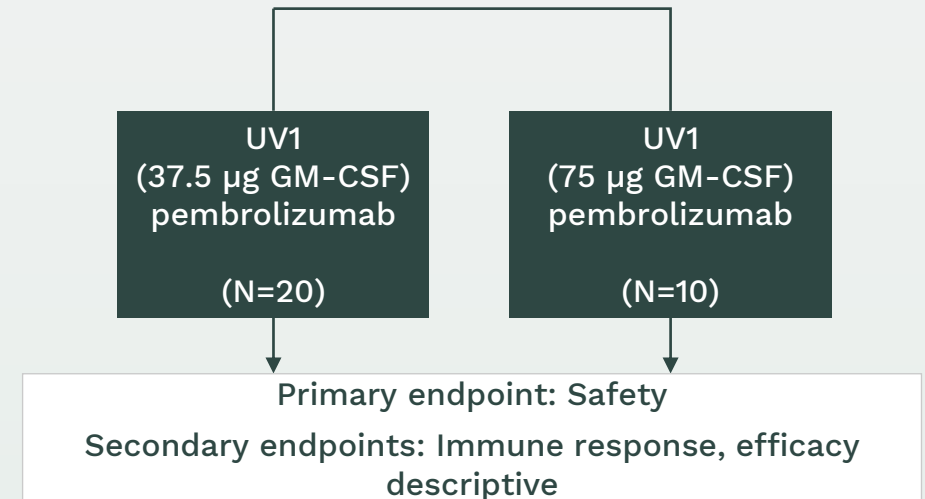 UV1
(37.5 µg GM-CSF)
pembrolizumab
(N=20)
UV1
(75 µg GM-CSF)
pembrolizumab
(N=10)
Primary endpoint: Safety
Secondary endpoints: Immune response, efficacy
descriptive